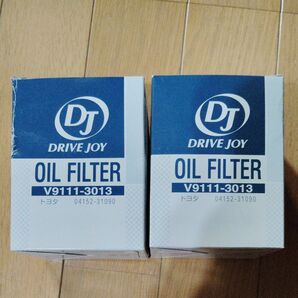 DJ
DRIVE JOY
OIL FILTER
V9111-3013
トヨタ 04152-31090
DJ
DRIVE JOY
OIL FILTER
V9111-3013
トヨタ 04152-31090